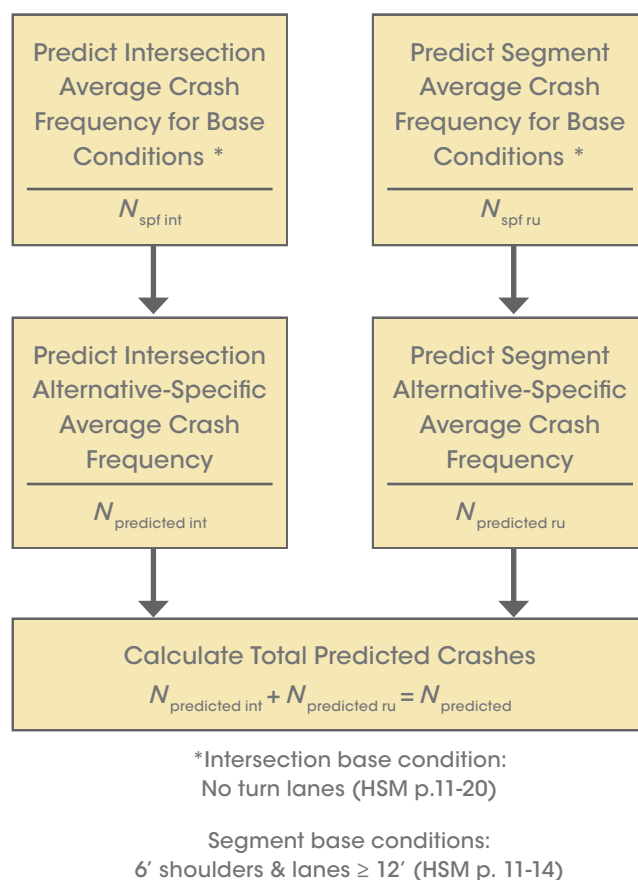 Predict Intersection
Average Crash
Frequency for Base
Conditions *
N spf int
Predict Segment
Average Crash
Frequency for Base
Conditions *
N spf ru
Predict Intersection
Alternative-Specific
Average Crash
Frequency
N predicted int
Predict Segment
Alternative-Specific
Average Crash
Frequency
N predicted ru
Calculate Total Predicted Crashes
N predicted int + N predicted ru = N predicted
*Intersection base condition:
No turn lanes (HSM p.11-20)
Segment base conditions:
6’ shoulders & lanes ≥ 12’ (HSM p. 11-14)